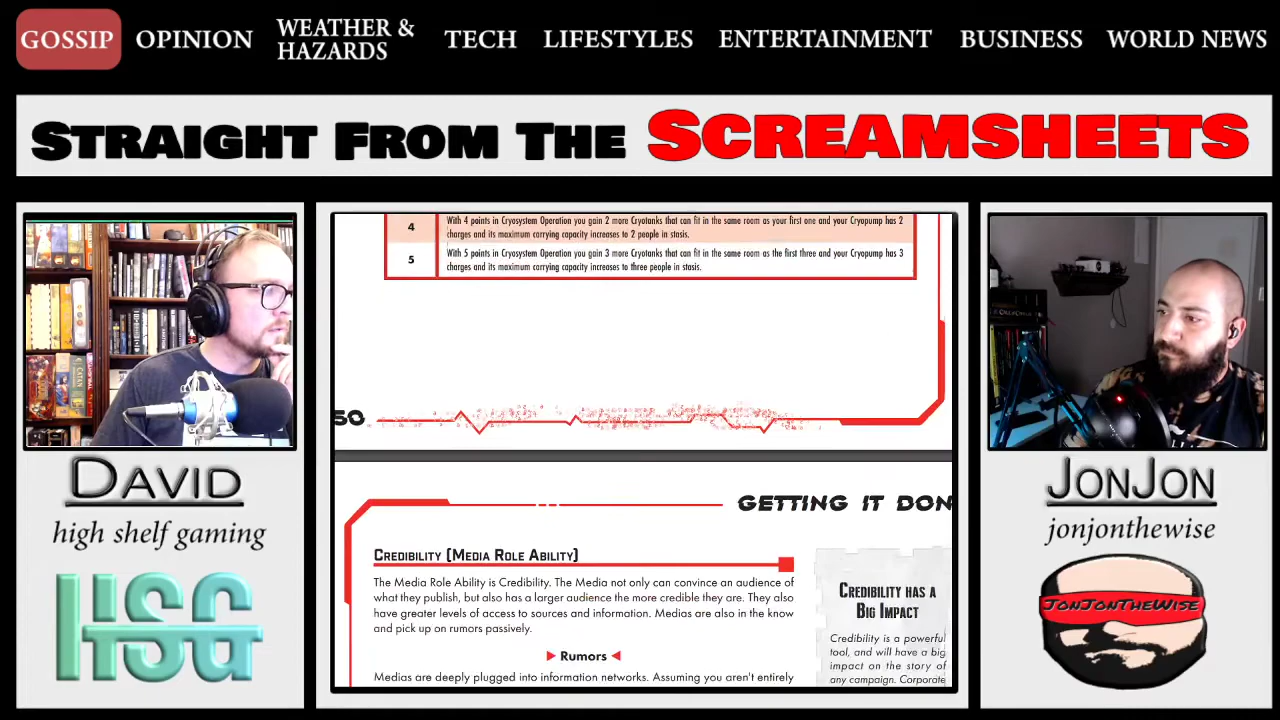 GOSSIP
OPINION
WEATHER &
HAZARDS
TECH
LIFESTYLES
ENTERTAINMENT
BUSINESS
WORLD NEWS
STRAIGHT FROM THE SCREAMSHEETS
4
With 4 points in Cryosystem Operation you gain 2 more Cryotanks that can fit in the same room as your first one and your Cryopump has 2
charges and its maximum carrying capacity increases to 2 people in stasis.
5
With 5 points in Cryosystem Operation you gain 3 more Cryotanks that can fit in the same room as the first three and your Cryopump has 3
charges and its maximum carrying capacity increases to three people in stasis.
50
GETTING IT DON
CREDIBILITY (MEDIA ROLE ABILITY)
The Media Role Ability is Credibility. The Media not only can convince an audience of
what they publish, but also has a larger audience the more credible they are. They also
have greater levels of access to sources and information. Medias are also in the know
and pick up on rumors passively.
Rumors
Medias are deeply plugged into information networks. Assuming you aren't entirely
CREDIBILITY HAS A
BIG IMPACT
Credibility is a powerful
tool, and will have a big
impact on the story of
any campaign. Corporate
DAVID
high shelf gaming
HSG
JONJON
jonjonthewise
JONJONTHEWISE